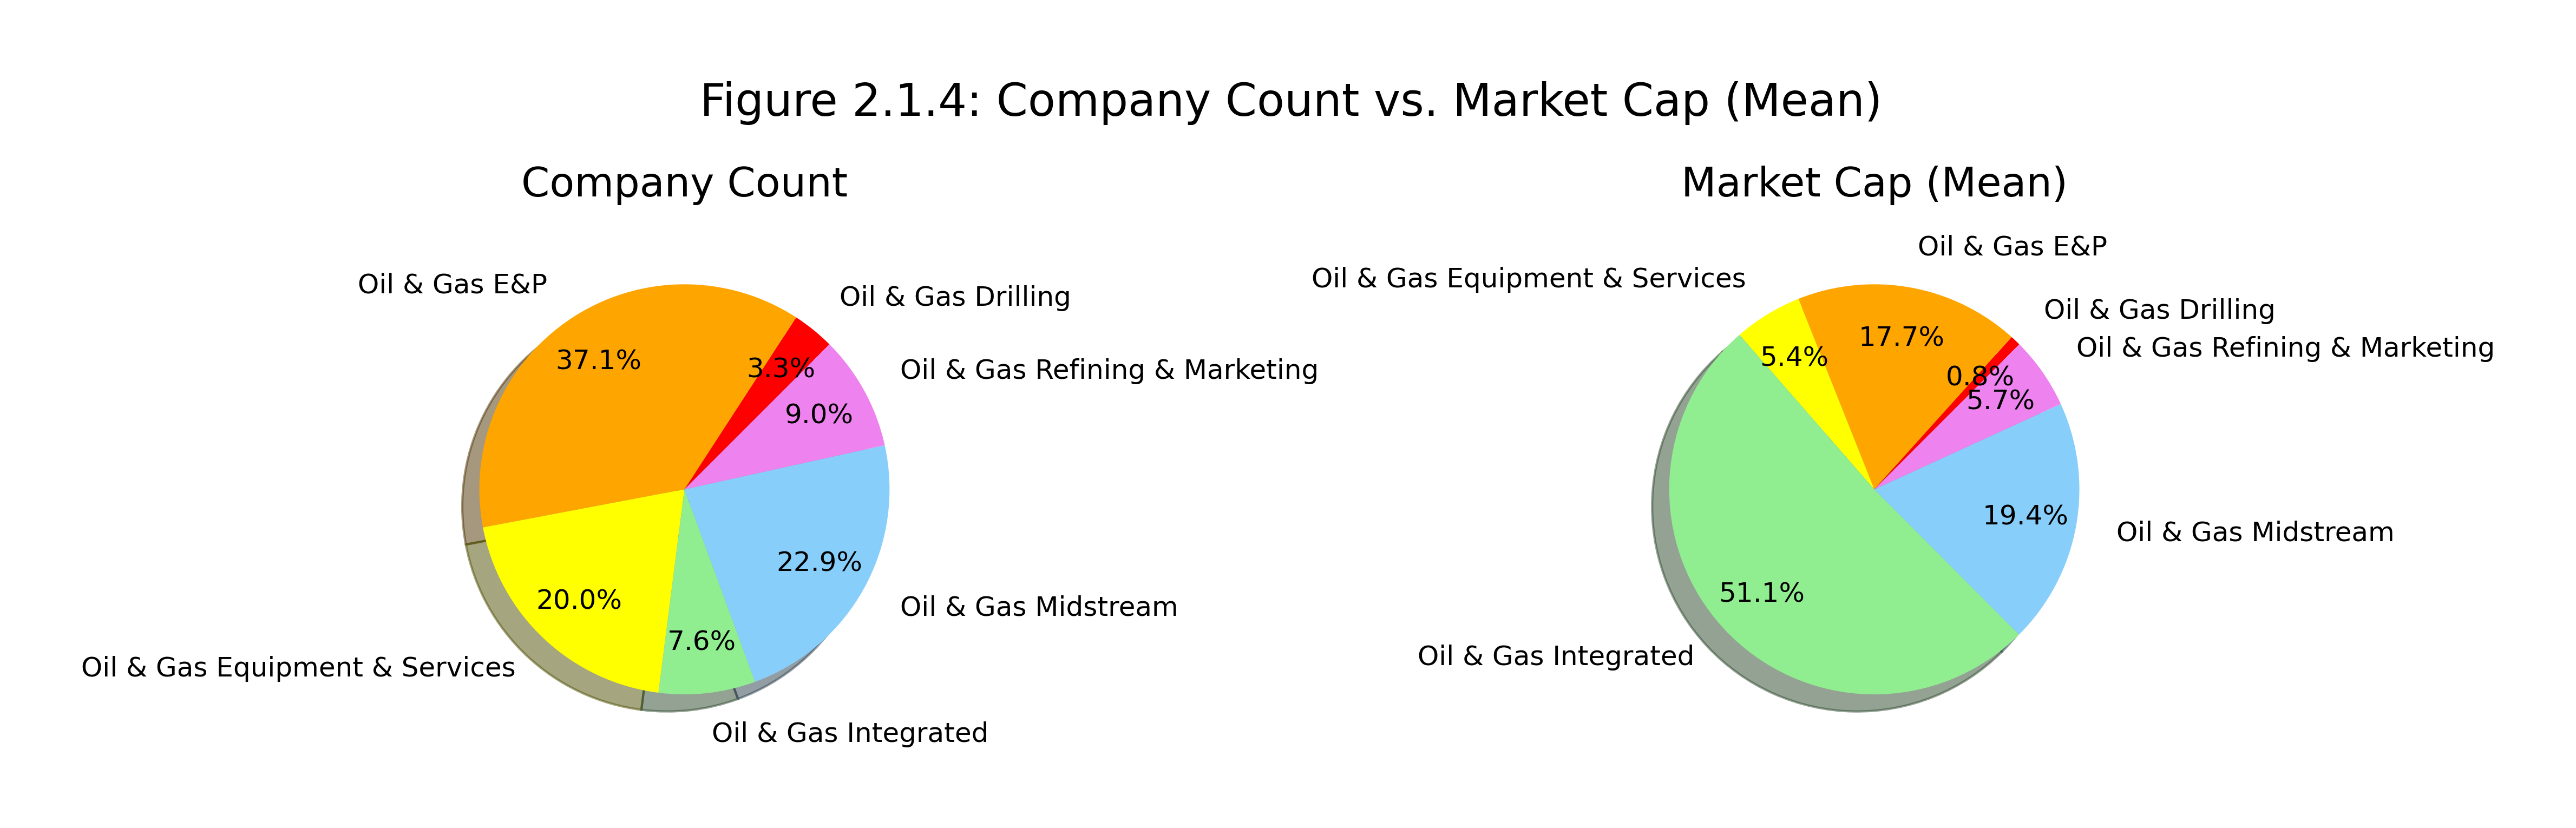 Figure 2.1.4: Company Count vs. Market Cap (Mean)
Company Count
Oil & Gas E&P
Oil & Gas Drilling
Oil & Gas Refining & Marketing
37.1%
3.3%
9.0%
22.9%
20.0%
7.6%
Oil & Gas Midstream
Oil & Gas Equipment & Services
Oil & Gas Integrated
Market Cap (Mean)
Oil & Gas E&P
Oil & Gas Equipment & Services
Oil & Gas Drilling
Oil & Gas Refining & Marketing
17.7%
5.4%
0.8%
5.7%
19.4%
Oil & Gas Midstream
51.1%
Oil & Gas Integrated